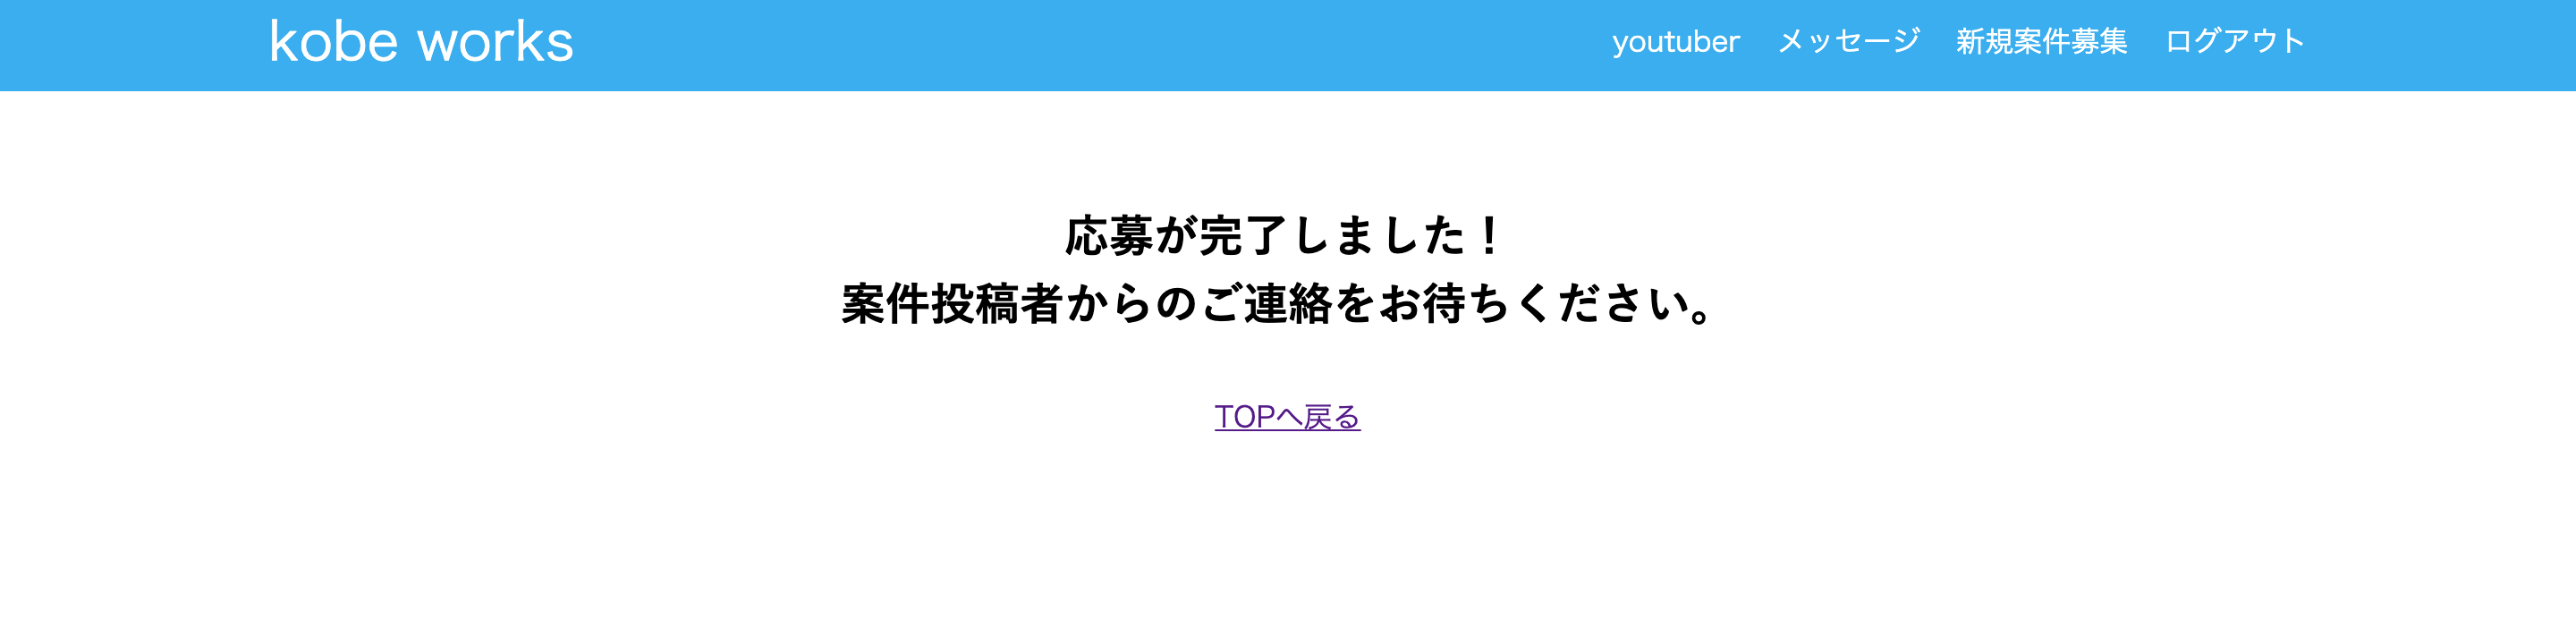 kobe works
youtuber メッセージ 新規案件募集 ログアウト
応募が完了しました！
案件投稿者からのご連絡をお待ちください。
TOPへ戻る